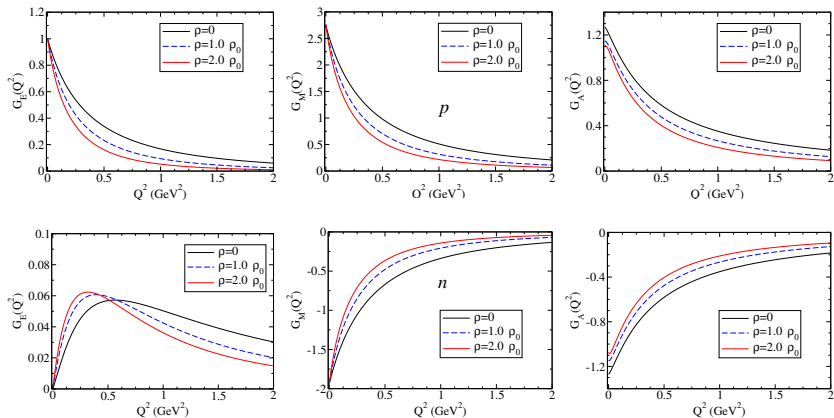 1.2
1
0.8
0.6
0.4
0.2
0
G_E(Q^2)
ρ=0
ρ=1.0 ρ_0
ρ=2.0 ρ_0
0 0.5 1 1.5 2
Q^2 (GeV^2)
3
2.5
2
1.5
1
0.5
0
G_M(Q^2)
ρ=0
ρ=1.0 ρ_0
ρ=2.0 ρ_0
p
0 0.5 1 1.5 2
Q^2 (GeV^2)
1.2
0.8
0.4
0
G_A(Q^2)
ρ=0
ρ=1.0 ρ_0
ρ=2.0 ρ_0
0 0.5 1 1.5 2
Q^2 (GeV^2)
0.1
0.08
0.06
0.04
0.02
0
G_E(Q^2)
ρ=0
ρ=1.0 ρ_0
ρ=2.0 ρ_0
0 0.5 1 1.5 2
Q^2 (GeV^2)
0
-0.5
-1
-1.5
-2
G_M(Q^2)
n
ρ=0
ρ=1.0 ρ_0
ρ=2.0 ρ_0
0 0.5 1 1.5 2
Q^2 (GeV^2)
0
-0.4
-0.8
-1.2
G_A(Q^2)
ρ=0
ρ=1.0 ρ_0
ρ=2.0 ρ_0
0 0.5 1 1.5 2
Q^2 (GeV^2)